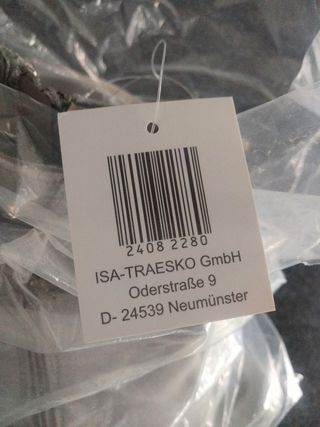 2408 2280
ISA-TRAESKO GmbH
Oderstraße 9
D- 24539 Neumünster